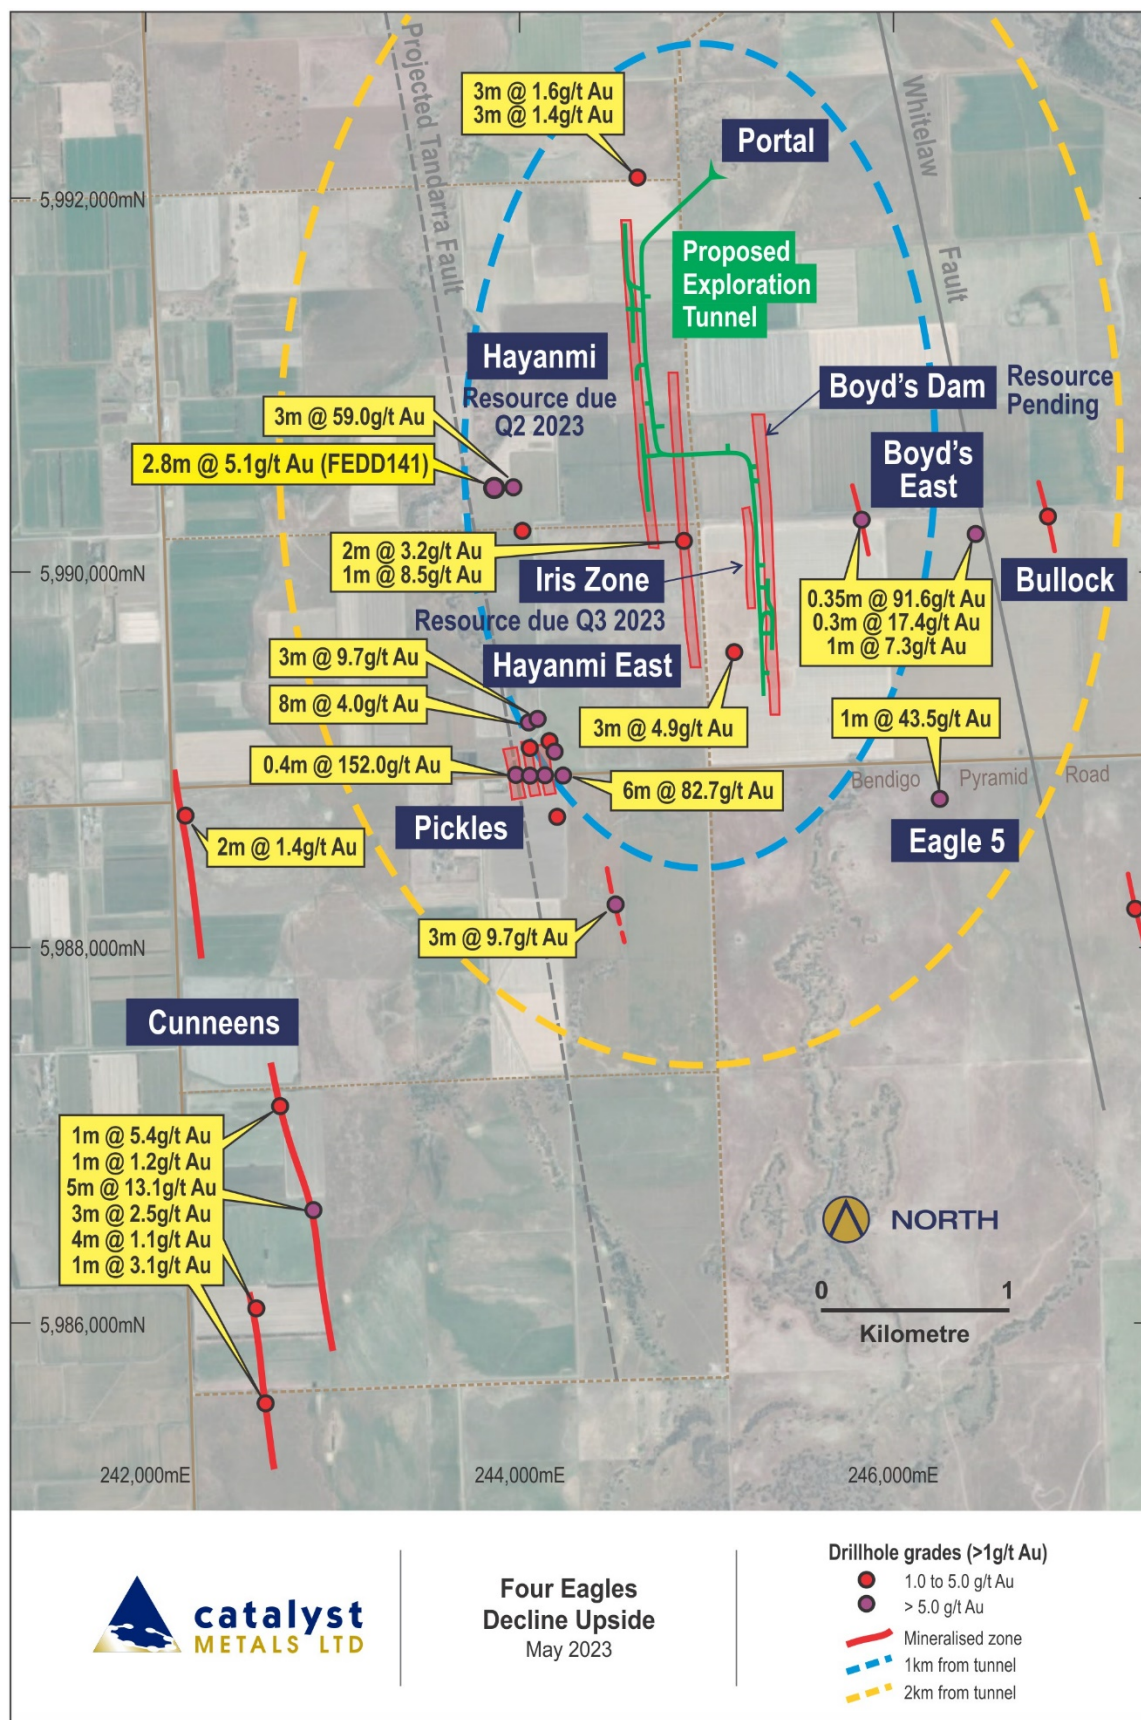 3m @ 1.6g/t Au
3m @ 1.4g/t Au
Projected Tandarra Fault
Whitelaw
Fault
Portal
5,992,000mN
Proposed
Exploration
Tunnel
Hayanmi
Resource due
Q2 2023
Boyd's Dam
Resource
Pending
3m @ 59.0g/t Au
2.8m @ 5.1g/t Au (FEDD141)
Boyd's
East
2m @ 3.2g/t Au
1m @ 8.5g/t Au
5,990,000mN
Iris Zone
Bullock
0.35m @ 91.6g/t Au
0.3m @ 17.4g/t Au
1m @ 7.3g/t Au
Resource due Q3 2023
Hayanmi East
3m @ 9.7g/t Au
8m @ 4.0g/t Au
3m @ 4.9g/t Au
1m @ 43.5g/t Au
0.4m @ 152.0g/t Au
6m @ 82.7g/t Au
Bendigo Pyramid Road
Pickles
Eagle 5
2m @ 1.4g/t Au
3m @ 9.7g/t Au
5,988,000mN
Cunneens
1m @ 5.4g/t Au
1m @ 1.2g/t Au
5m @ 13.1g/t Au
3m @ 2.5g/t Au
4m @ 1.1g/t Au
1m @ 3.1g/t Au
NORTH
0 1
Kilometre
5,986,000mN
242,000mE
244,000mE
246,000mE
catalyst
METALS LTD
Four Eagles
Decline Upside
May 2023
Drillhole grades (>1g/t Au)
1.0 to 5.0 g/t Au
> 5.0 g/t Au
Mineralised zone
1km from tunnel
2km from tunnel